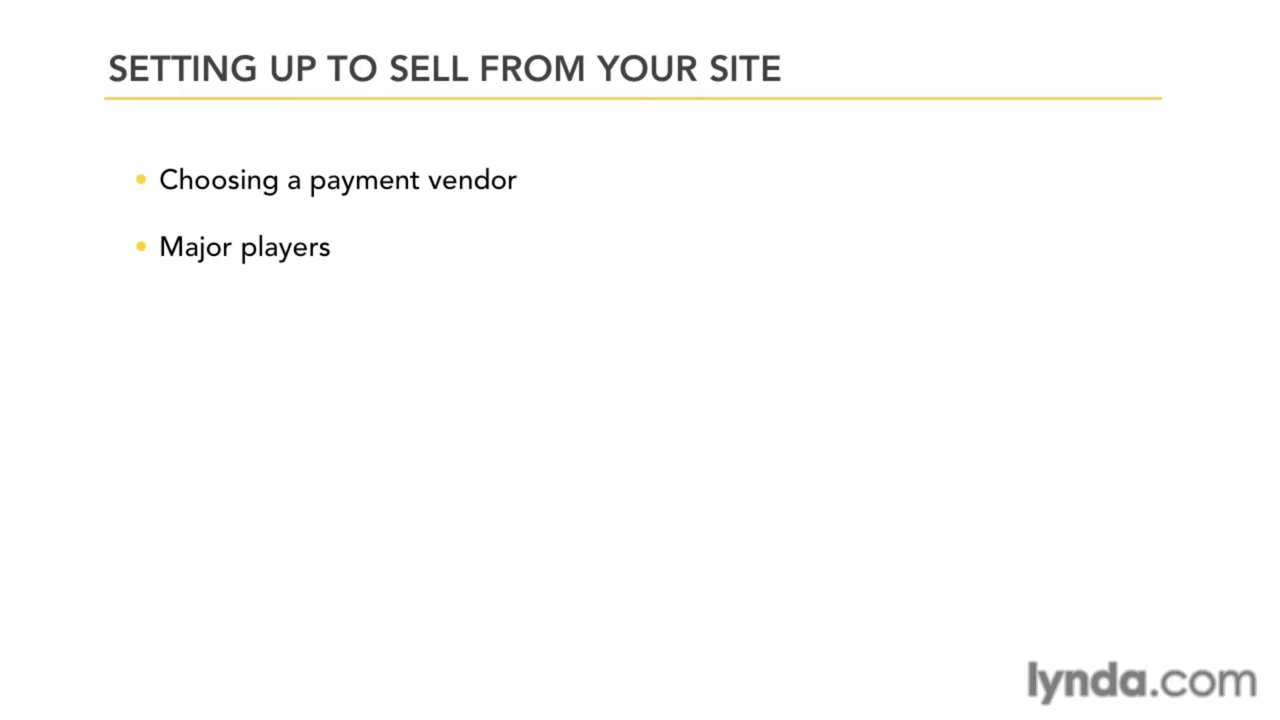 SETTING UP TO SELL FROM YOUR SITE
• Choosing a payment vendor
• Major players
lynda.com